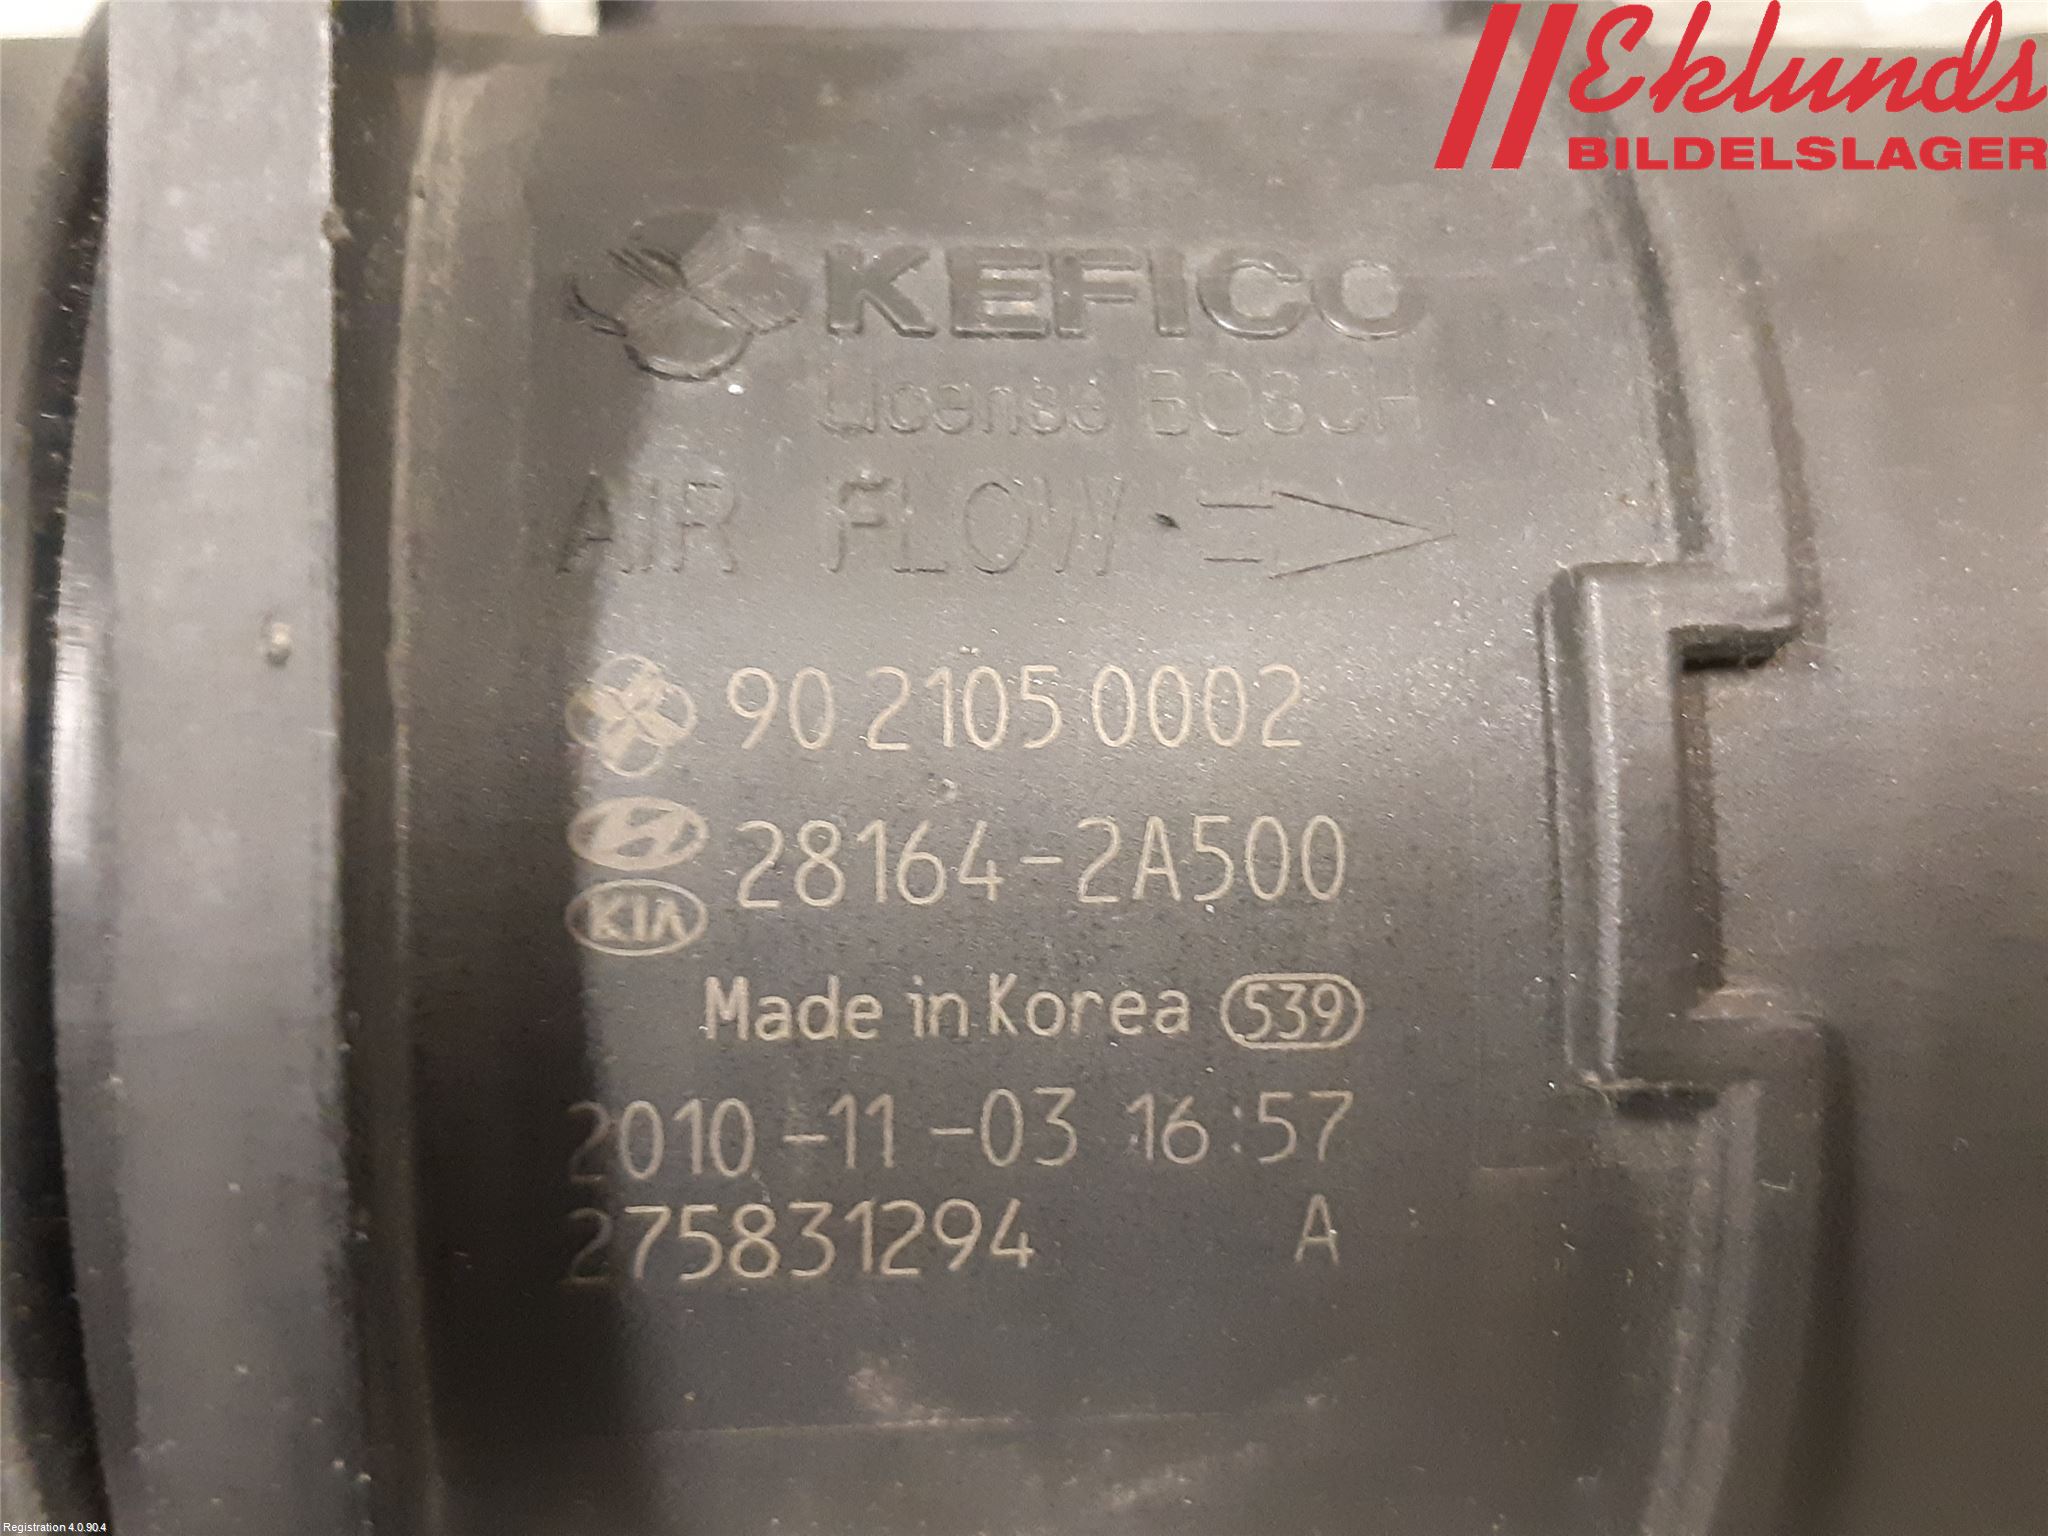 Eklunds
BILDELSLAGER
KEFICO
License BOSCH
AIR FLOW
90 2105 0002
28164-2A500
KIA
Made in Korea 539
2010-11-03 16:57
275831294 A
Registration 4.0.90.4